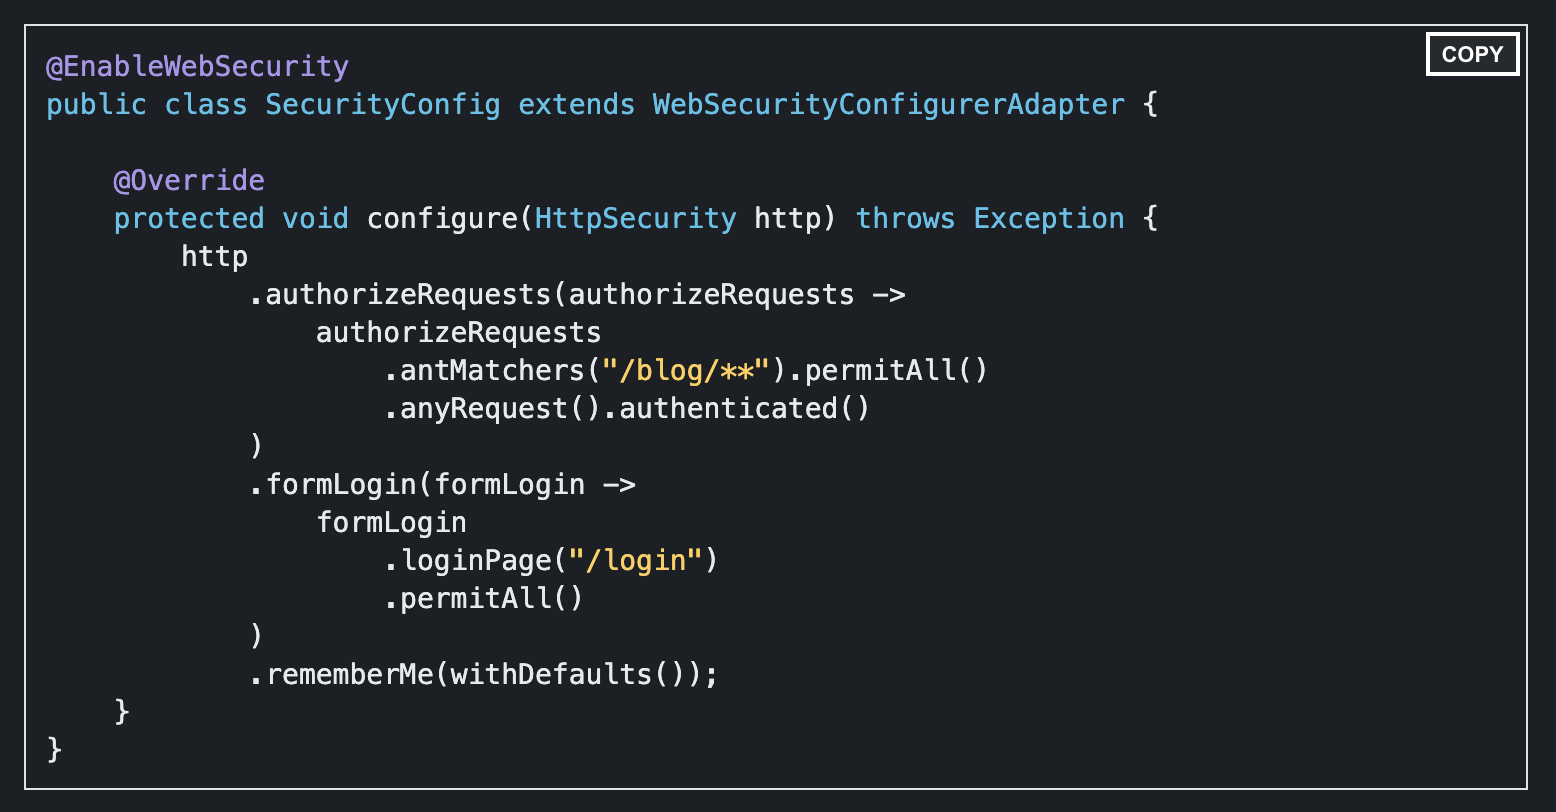 COPY
@EnableWebSecurity
public class SecurityConfig extends WebSecurityConfigurerAdapter {

    @Override
    protected void configure(HttpSecurity http) throws Exception {
        http
            .authorizeRequests(authorizeRequests ->
                authorizeRequests
                    .antMatchers("/blog/**").permitAll()
                    .anyRequest().authenticated()
            )
            .formLogin(formLogin ->
                formLogin
                    .loginPage("/login")
                    .permitAll()
            )
            .rememberMe(withDefaults());
    }
}